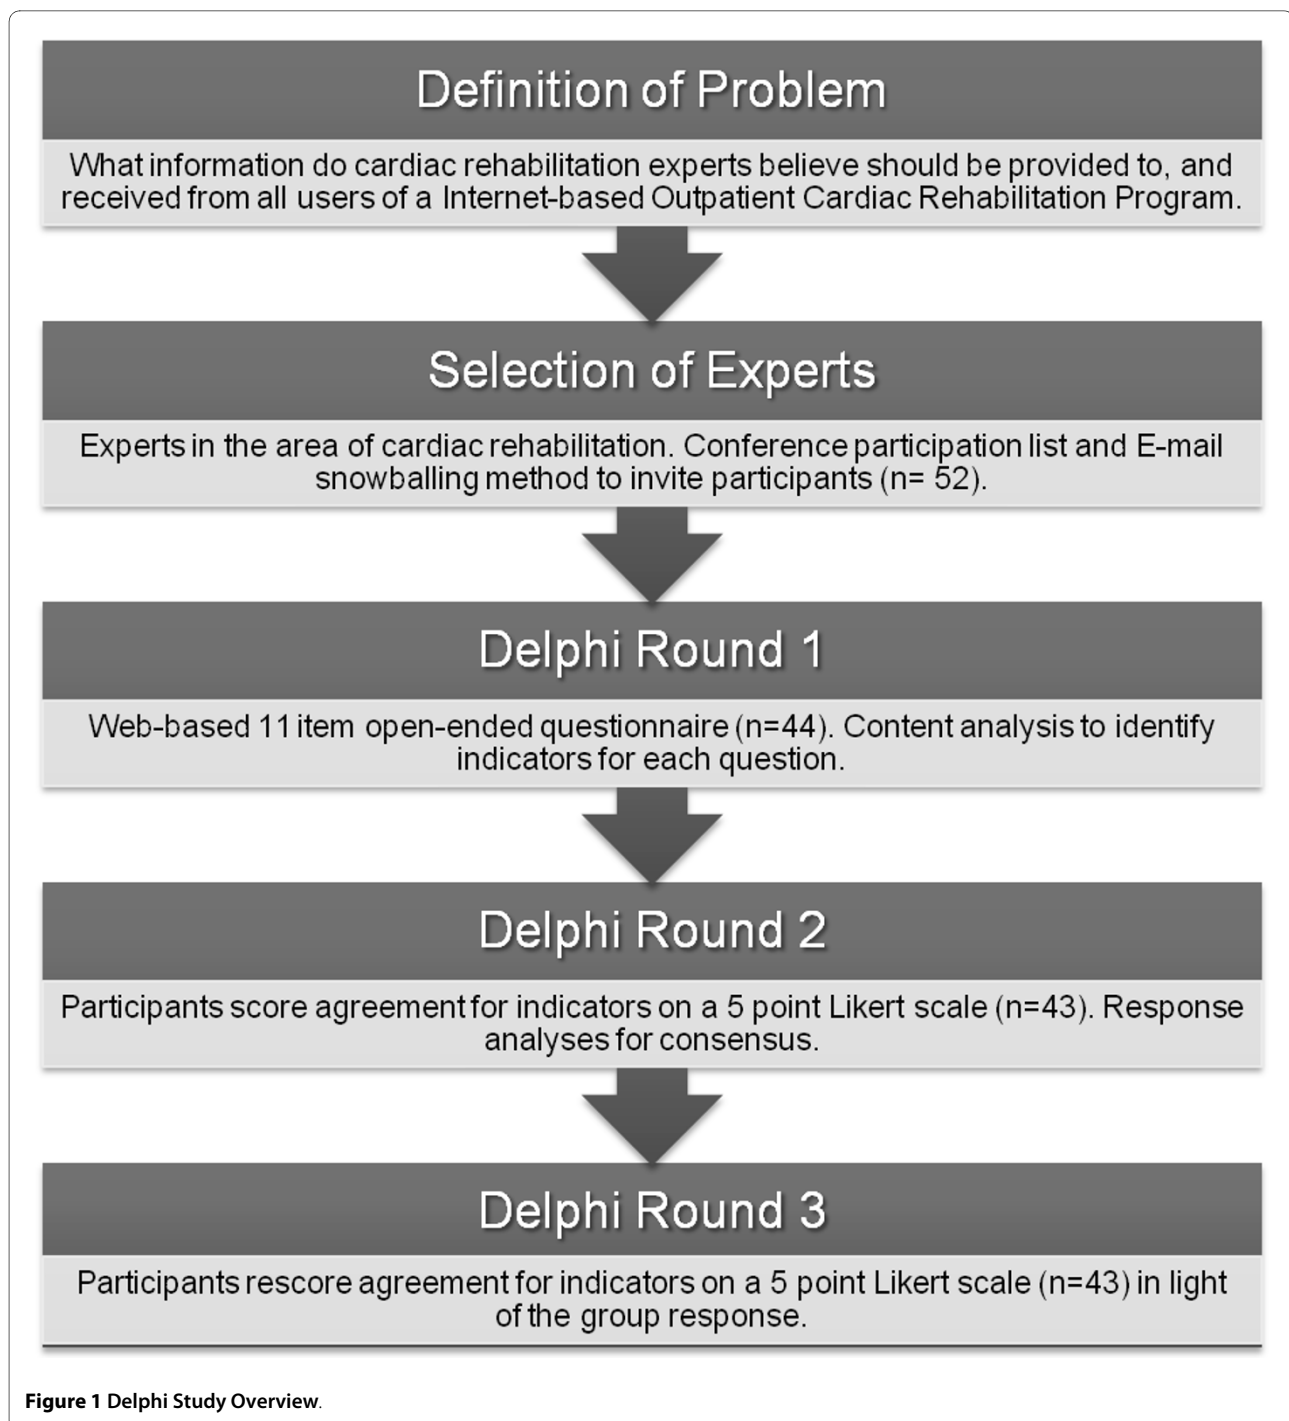 Definition of Problem
What information do cardiac rehabilitation experts believe should be provided to, and
received from all users of a Internet-based Outpatient Cardiac Rehabilitation Program.
Selection of Experts
Experts in the area of cardiac rehabilitation. Conference participation list and E-mail
snowballing method to invite participants (n= 52).
Delphi Round 1
Web-based 11 item open-ended questionnaire (n=44). Content analysis to identify
indicators for each question.
Delphi Round 2
Participants score agreement for indicators on a 5 point Likert scale (n=43). Response
analyses for consensus.
Delphi Round 3
Participants rescore agreement for indicators on a 5 point Likert scale (n=43) in light
of the group response.
Figure 1 Delphi Study Overview.